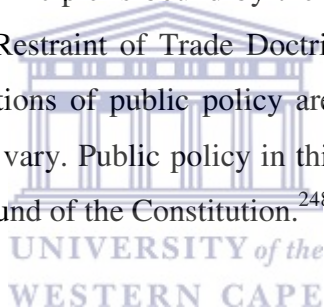 Restraint of Trade Doctri
tions of public policy are
vary. Public policy in thi
und of the Constitution.248
UNIVERSITY of the
WESTERN CAPE